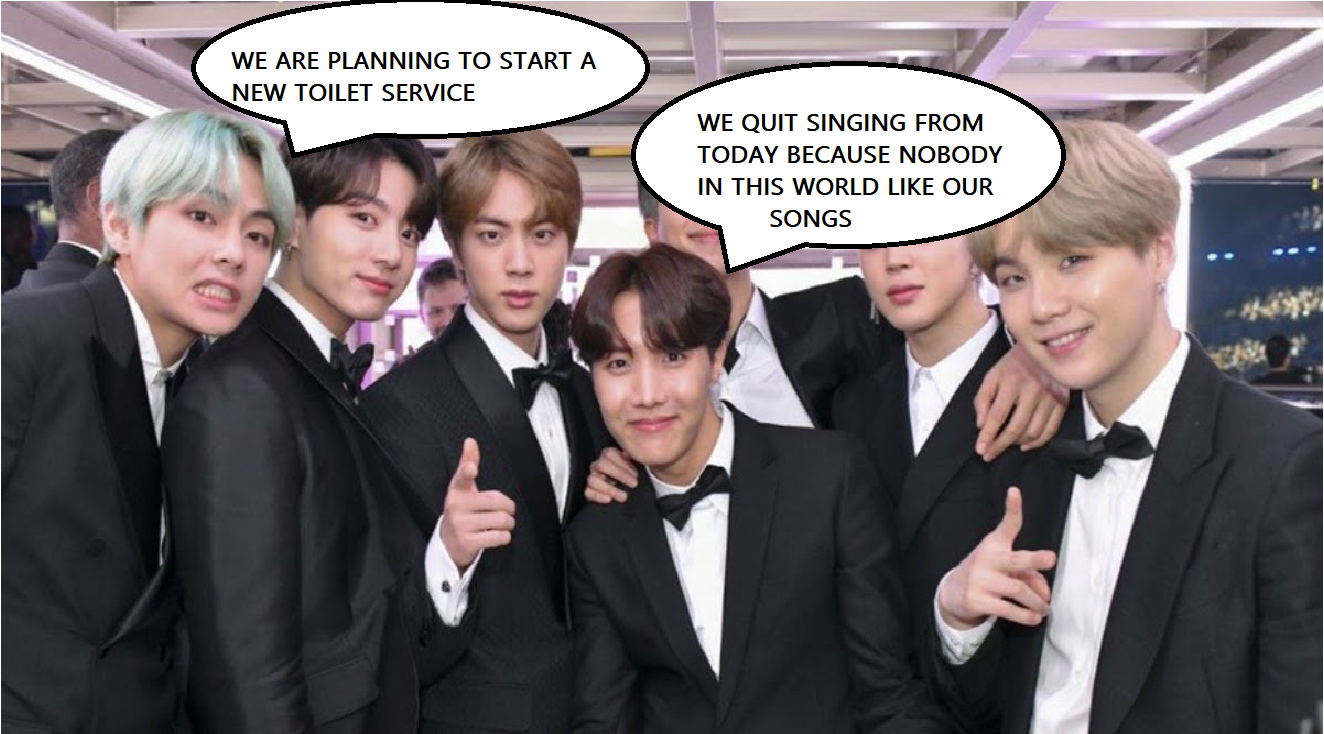 WE ARE PLANNING TO START A
NEW TOILET SERVICE
WE QUIT SINGING FROM
TODAY BECAUSE NOBODY
IN THIS WORLD LIKE OUR
SONGS